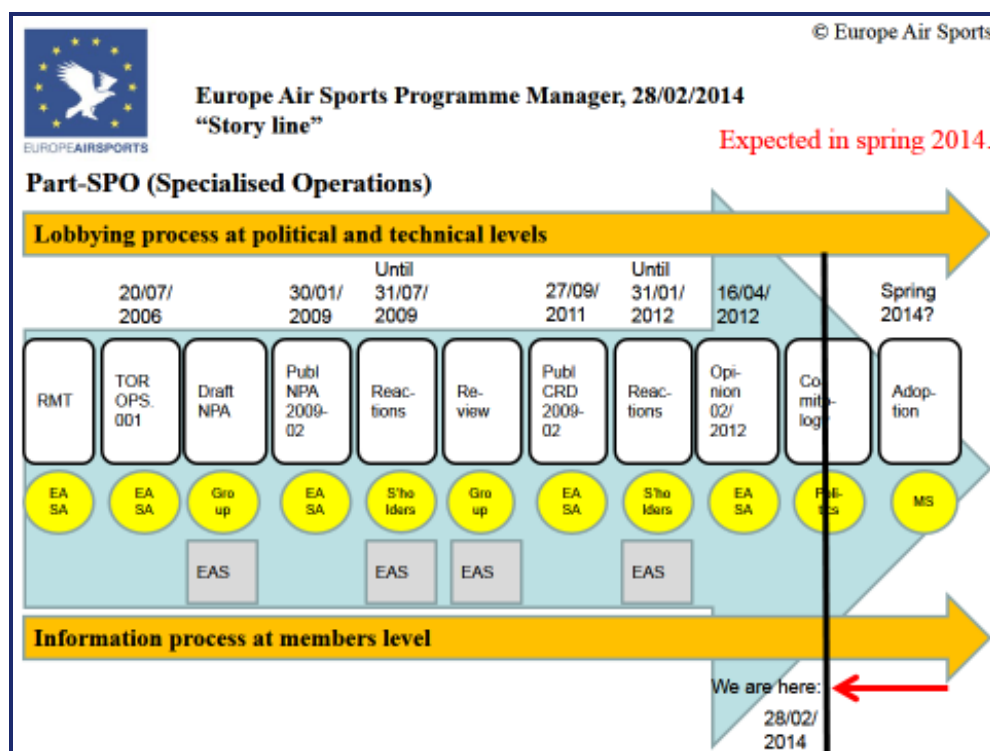 © Europe Air Sports
EUROPEAIRSPORTS
Europe Air Sports Programme Manager, 28/02/2014
“Story line”
Expected in spring 2014.
Part-SPO (Specialised Operations)
Lobbying process at political and technical levels
20/07/
2006
30/01/
2009
Until
31/07/
2009
27/09/
2011
Until
31/01/
2012
16/04/
2012
Spring
2014?
RMT
TOR
OPS.
001
Draft
NPA
Publ
NPA
2009-
02
Reac-
tions
Re-
view
Publ
CRD
2009-
02
Reac-
tions
Opi-
nion
02/
2012
Co-
mito-
logy
Adop-
tion
EA
SA
EA
SA
Gro
up
EA
SA
S'ho
lders
Gro
up
EA
SA
S'ho
lders
EA
SA
Poli-
tics
MS
EAS
EAS
EAS
EAS
Information process at members level
We are here:
28/02/
2014